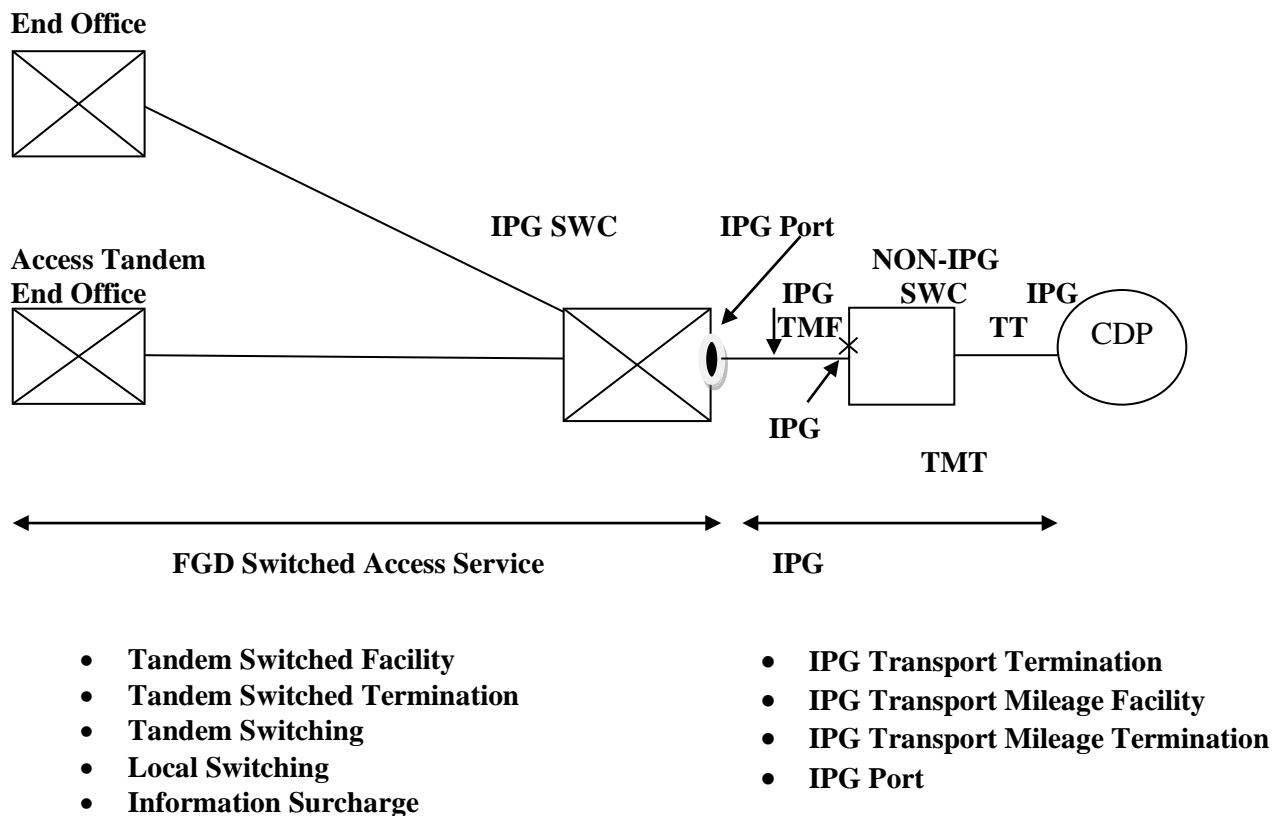 End Office
IPG SWC
IPG Port
Access Tandem
End Office
NON-IPG
SWC
IPG
TMF
IPG
TT
CDP
IPG
TMT
FGD Switched Access Service
IPG
• Tandem Switched Facility
• Tandem Switched Termination
• Tandem Switching
• Local Switching
• Information Surcharge
• IPG Transport Termination
• IPG Transport Mileage Facility
• IPG Transport Mileage Termination
• IPG Port